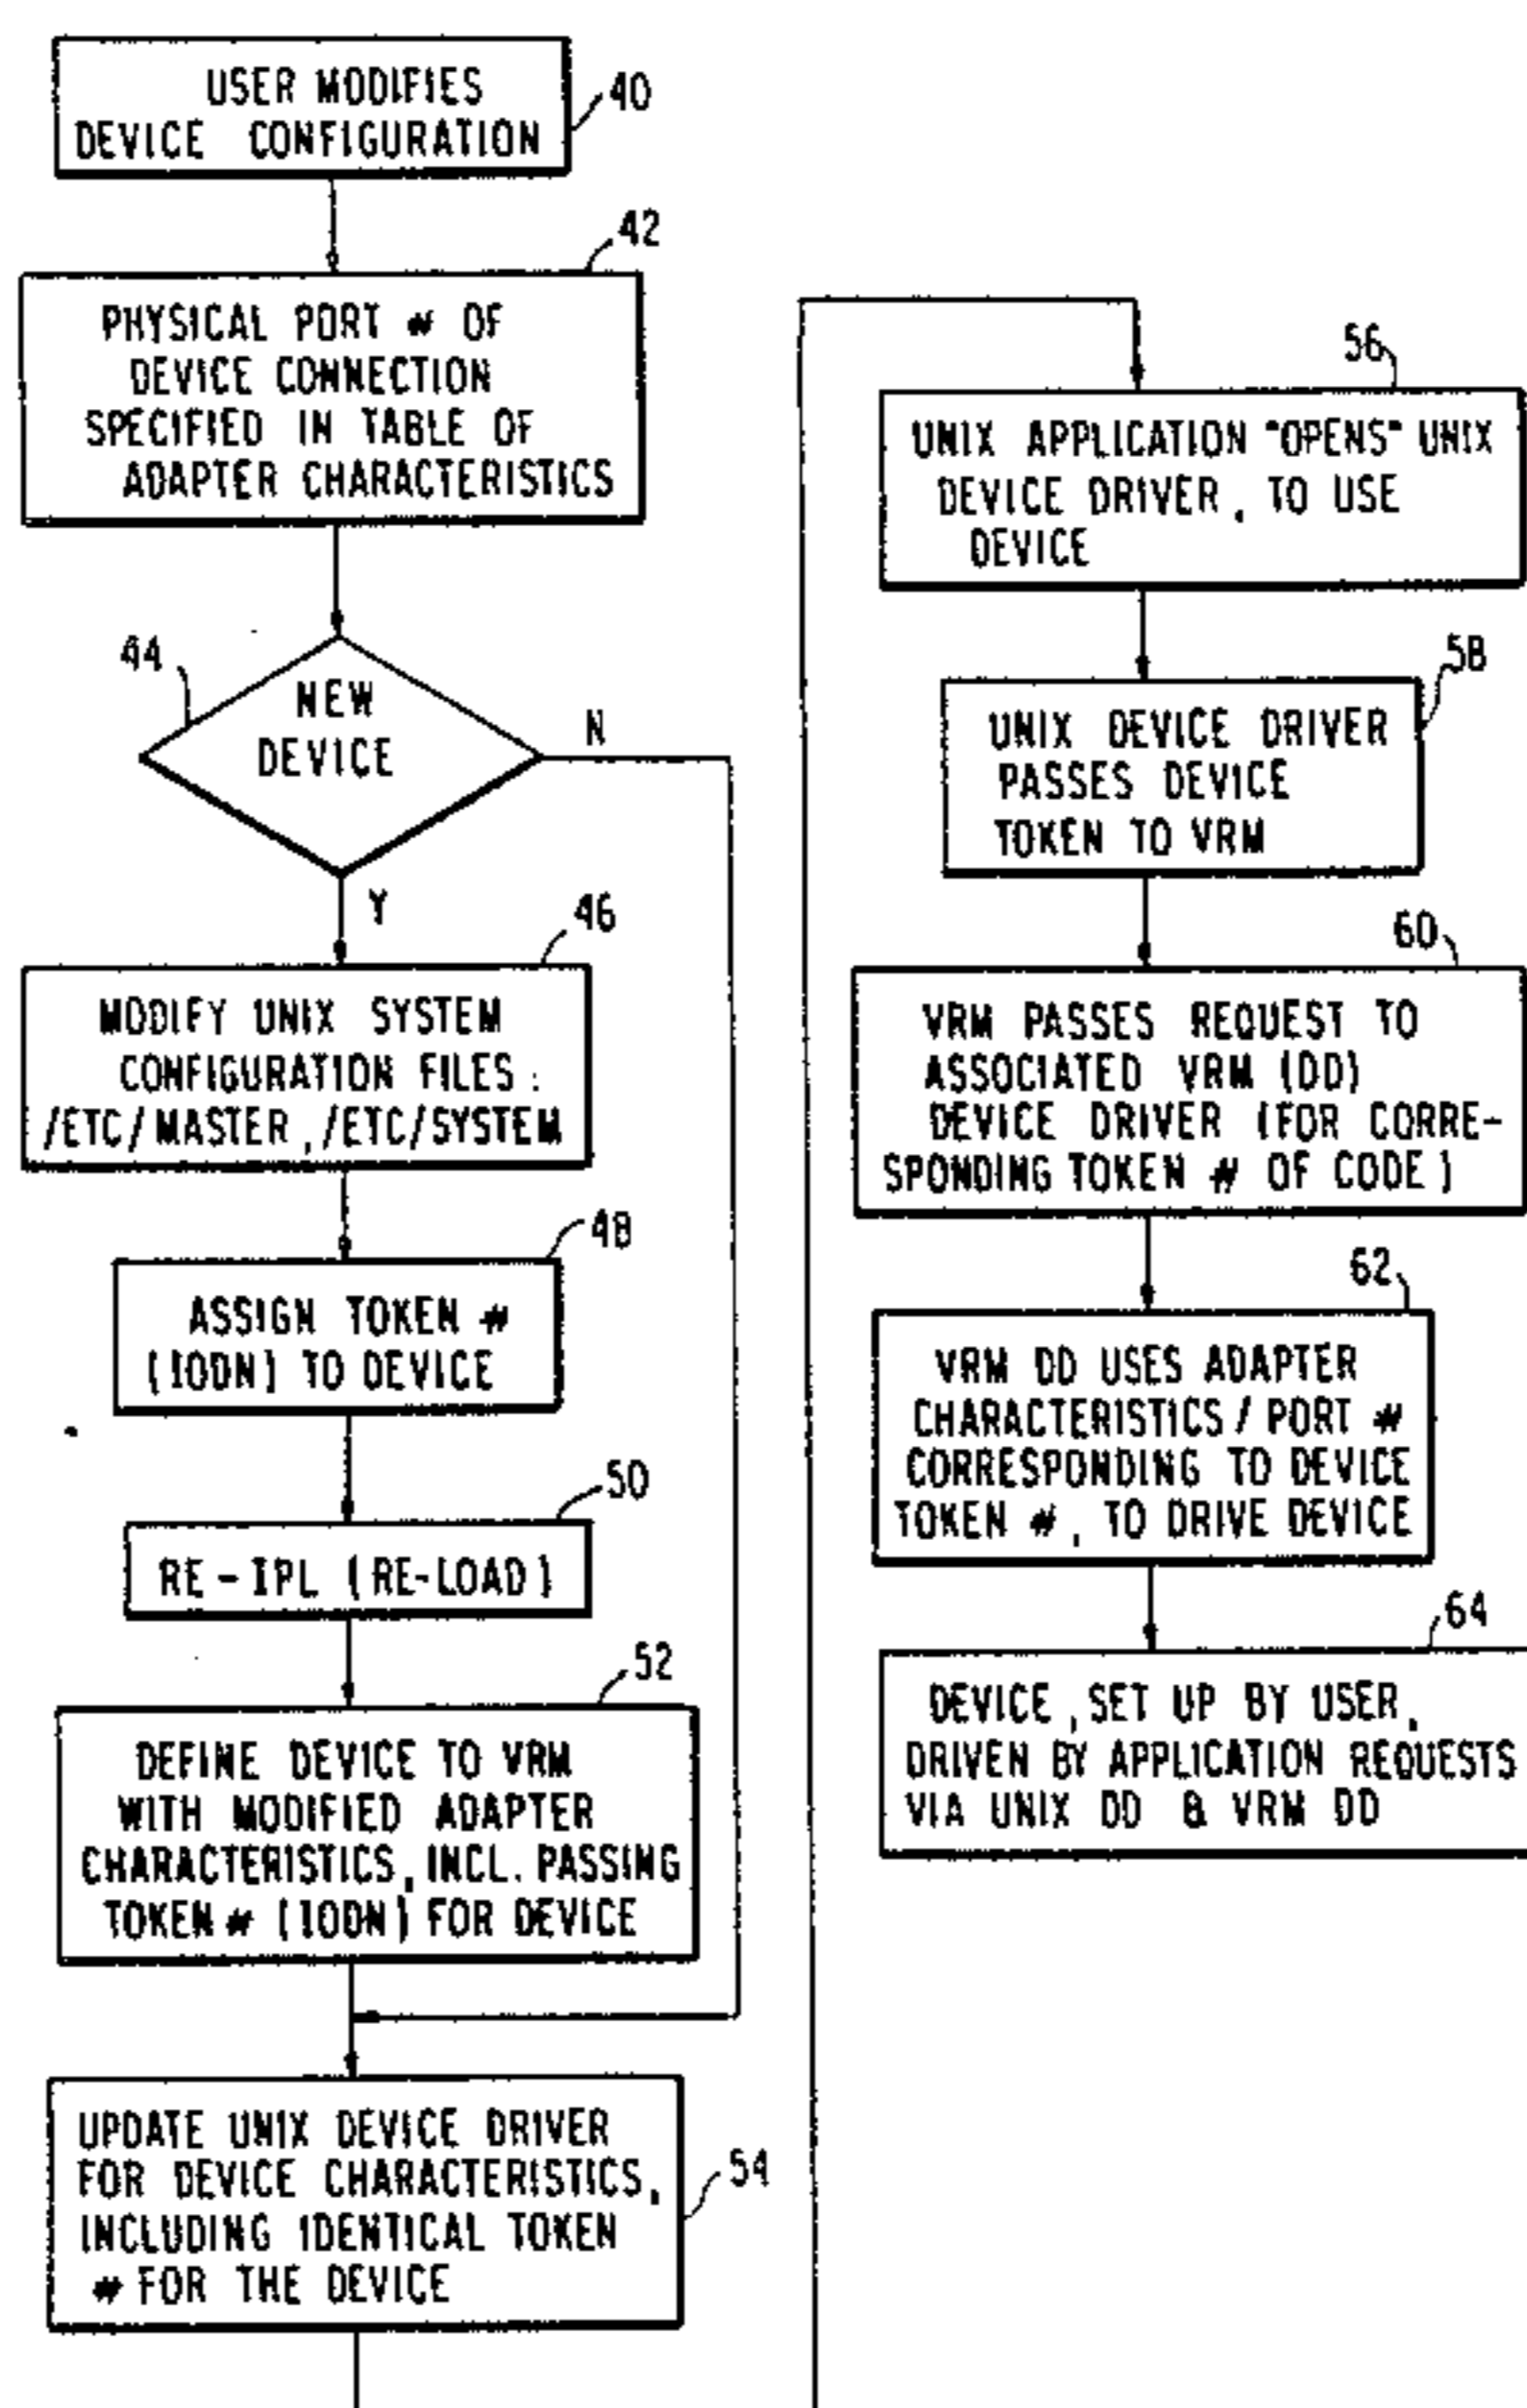 USER MODIFIES
DEVICE CONFIGURATION
40
42
PHYSICAL PORT # OF
DEVICE CONNECTION
SPECIFIED IN TABLE OF
ADAPTER CHARACTERISTICS
44
NEW
DEVICE
N
Y
46
MODIFY UNIX SYSTEM
CONFIGURATION FILES:
/ETC/MASTER, /ETC/SYSTEM
48
ASSIGN TOKEN #
(IODN) TO DEVICE
50
RE-IPL (RE-LOAD)
52
DEFINE DEVICE TO VRM
WITH MODIFIED ADAPTER
CHARACTERISTICS, INCL. PASSING
TOKEN # (IODN) FOR DEVICE
UPDATE UNIX DEVICE DRIVER
FOR DEVICE CHARACTERISTICS,
INCLUDING IDENTICAL TOKEN
# FOR THE DEVICE
54
56
UNIX APPLICATION "OPENS" UNIX
DEVICE DRIVER, TO USE
DEVICE
58
UNIX DEVICE DRIVER
PASSES DEVICE
TOKEN TO VRM
60
VRM PASSES REQUEST TO
ASSOCIATED VRM (DD)
DEVICE DRIVER (FOR CORRE-
SPONDING TOKEN # OF CODE)
62
VRM DD USES ADAPTER
CHARACTERISTICS / PORT #
CORRESPONDING TO DEVICE
TOKEN #, TO DRIVE DEVICE
64
DEVICE, SET UP BY USER,
DRIVEN BY APPLICATION REQUESTS
VIA UNIX DD & VRM DD